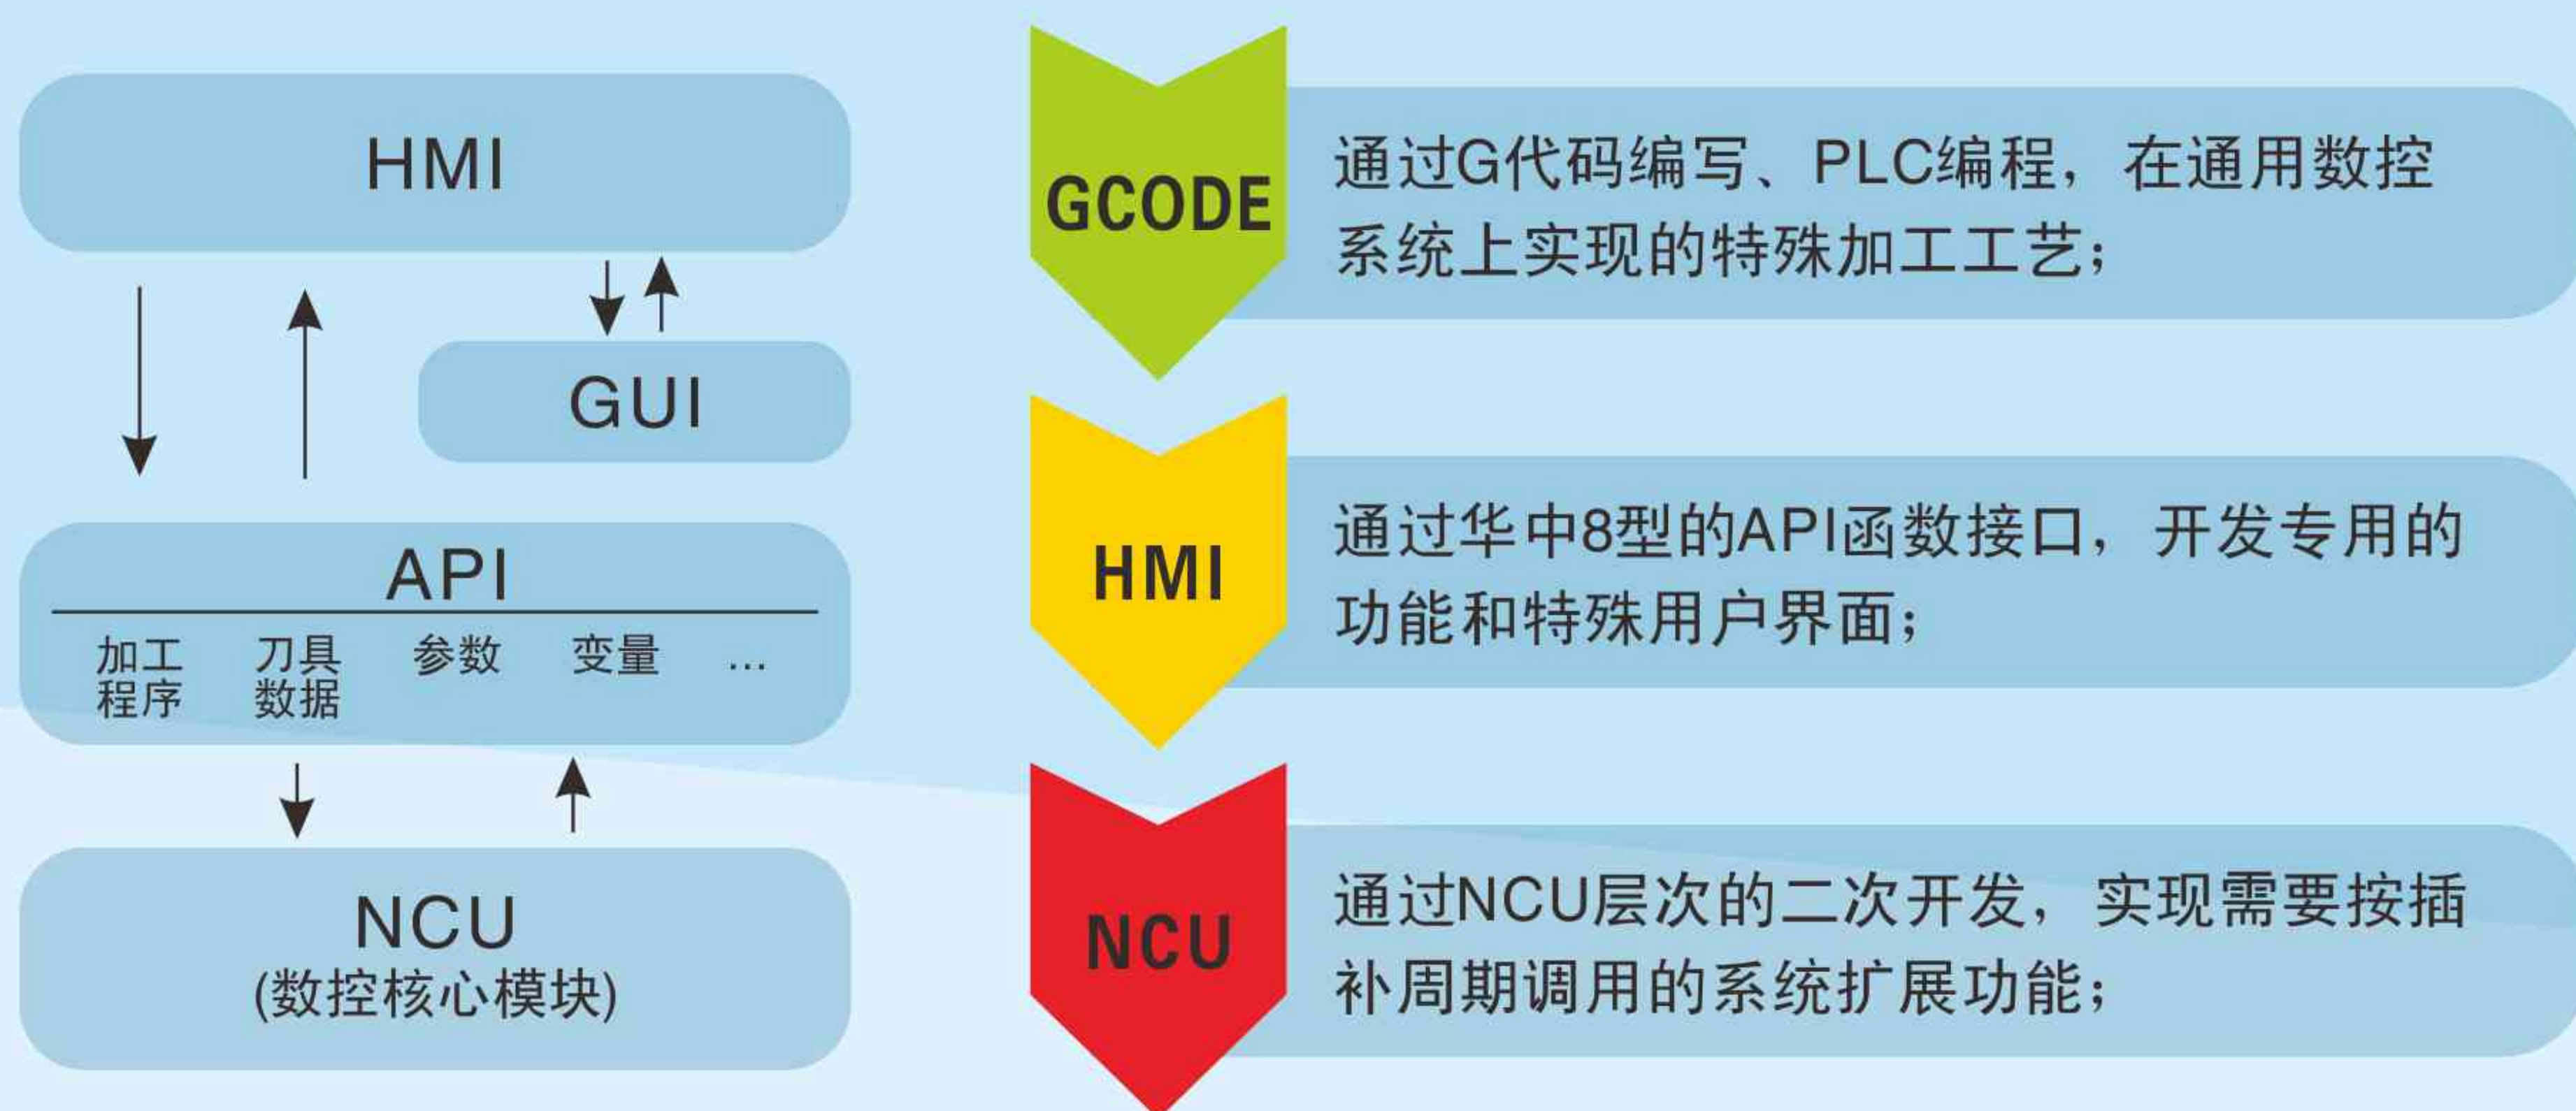 HMI
GUI
API
加工 刀具 参数 变量 ...
程序 数据
NCU
(数控核心模块)
GCODE
通过G代码编写、PLC编程，在通用数控
系统上实现的特殊加工工艺；
HMI
通过华中8型的API函数接口，开发专用的
功能和特殊用户界面；
NCU
通过NCU层次的二次开发，实现需要按插
补周期调用的系统扩展功能；